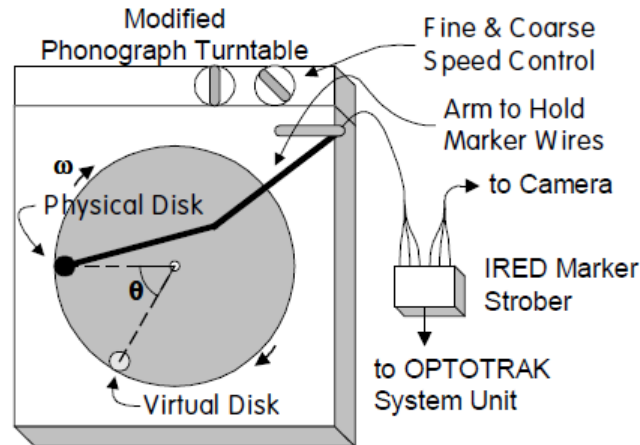 Modified
Phonograph Turntable
Fine & Coarse
Speed Control
Arm to Hold
Marker Wires
ω
Physical Disk
to Camera
θ
IRED Marker
Strober
Virtual Disk
to OPTOTRAK
System Unit